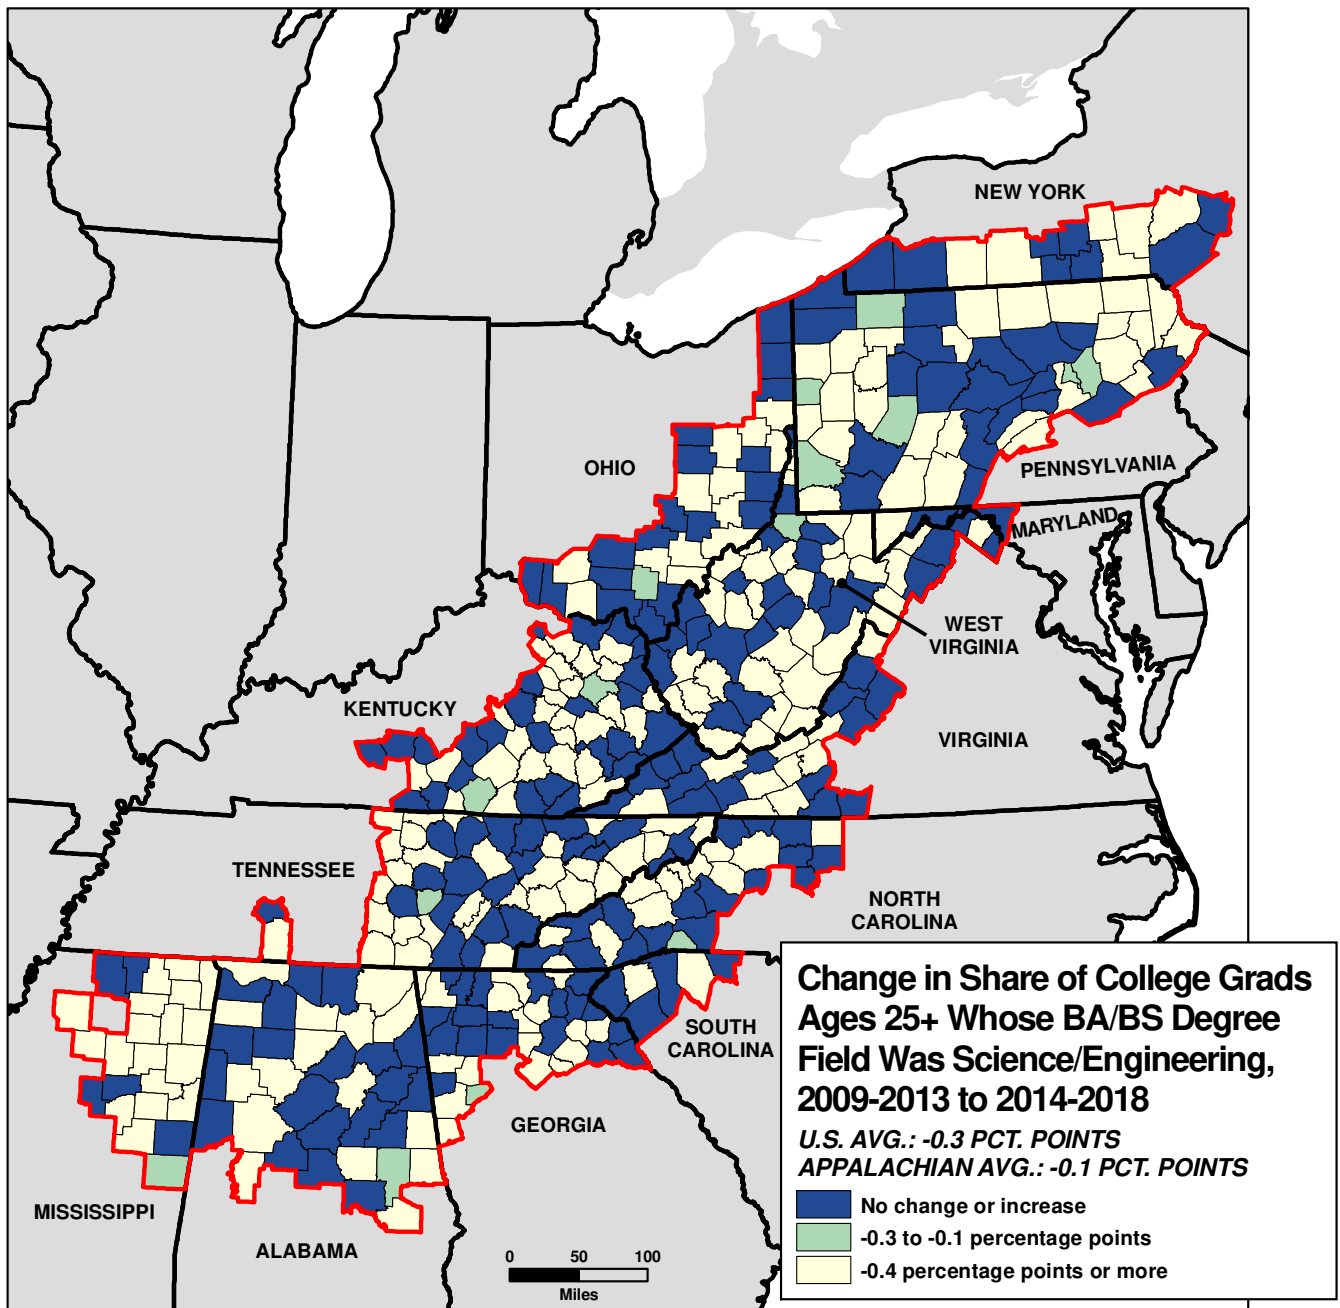 NEW YORK
OHIO
PENNSYLVANIA
MARYLAND
WEST
VIRGINIA
KENTUCKY
VIRGINIA
TENNESSEE
NORTH
CAROLINA
SOUTH
CAROLINA
GEORGIA
MISSISSIPPI
ALABAMA
Change in Share of College Grads
Ages 25+ Whose BA/BS Degree
Field Was Science/Engineering,
2009-2013 to 2014-2018
U.S. AVG.: -0.3 PCT. POINTS
APPALACHIAN AVG.: -0.1 PCT. POINTS
No change or increase
-0.3 to -0.1 percentage points
-0.4 percentage points or more
0 50 100
Miles